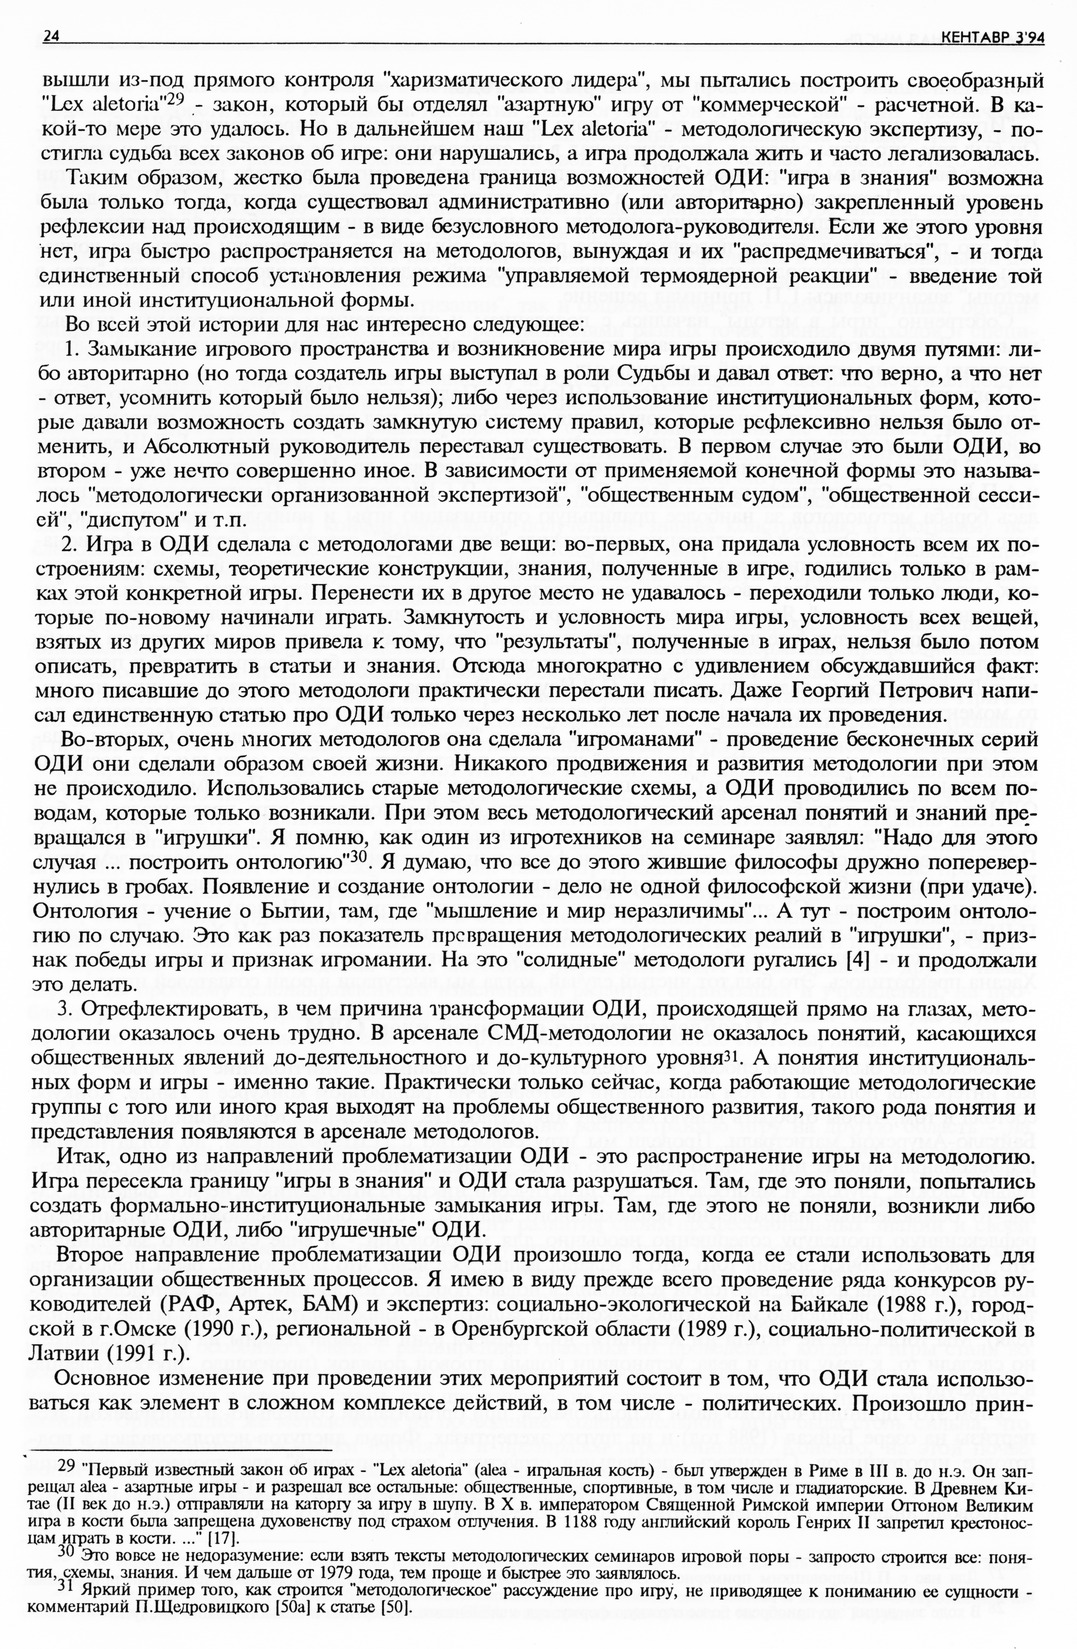 24 КЕНТАВР 3'94
вышли из-под прямого контроля "харизматического лидера", мы пытались построить своеобразный
"Lex aletoria"29 - закон, который бы отделял "азартную" игру от "коммерческой" - расчетной. В ка-
кой-то мере это удалось. Но в дальнейшем наш "Lex aletoria" - методологическую экспертизу, - по-
стигла судьба всех законов об игре: они нарушались, а игра продолжала жить и часто легализовалась.
Таким образом, жестко была проведена граница возможностей ОДИ: "игра в знания" возможна
была только тогда, когда существовал административно (или авторитарно) закрепленный уровень
рефлексии над происходящим - в виде безусловного методолога-руководителя. Если же этого уровня
нет, игра быстро распространяется на методологов, вынуждая и их "распредмечиваться", - и тогда
единственный способ установления режима "управляемой термоядерной реакции" - введение той
или иной институциональной формы.
Во всей этой истории для нас интересно следующее:
1. Замыкание игрового пространства и возникновение мира игры происходило двумя путями: ли-
бо авторитарно (но тогда создатель игры выступал в роли Судьбы и давал ответ: что верно, а что нет
- ответ, усомнить который было нельзя); либо через использование институциональных форм, кото-
рые давали возможность создать замкнутую систему правил, которые рефлексивно нельзя было от-
менить, и Абсолютный руководитель переставал существовать. В первом случае это были ОДИ, во
втором - уже нечто совершенно иное. В зависимости от применяемой конечной формы это называ-
лось "методологически организованной экспертизой", "общественным судом", "общественной сесси-
ей", "диспутом" и т.п.
2. Игра в ОДИ сделала с методологами две вещи: во-первых, она придала условность всем их по-
строениям: схемы, теоретические конструкции, знания, полученные в игре, годились только в рам-
ках этой конкретной игры. Перенести их в другое место не удавалось - переходили только люди, ко-
торые по-новому начинали играть. Замкнутость и условность мира игры, условность всех вещей,
взятых из других миров привела к тому, что "результаты", полученные в играх, нельзя было потом
описать, превратить в статьи и знания. Отсюда многократно с удивлением обсуждавшийся факт:
много писавшие до этого методологи практически перестали писать. Даже Георгий Петрович напи-
сал единственную статью про ОДИ только через несколько лет после начала их проведения.
Во-вторых, очень многих методологов она сделала "игроманами" - проведение бесконечных серий
ОДИ они сделали образом своей жизни. Никакого продвижения и развития методологии при этом
не происходило. Использовались старые методологические схемы, а ОДИ проводились по всем по-
водам, которые только возникали. При этом весь методологический арсенал понятий и знаний пре-
вращался в "игрушки". Я помню, как один из игротехников на семинаре заявлял: "Надо для этого
случая ... построить онтологию"30. Я думаю, что все до этого жившие философы дружно поперевер-
нулись в гробах. Появление и создание онтологии - дело не одной философской жизни (при удаче).
Онтология - учение о Бытии, там, где "мышление и мир неразличимы"... А тут - построим онтоло-
гию по случаю. Это как раз показатель превращения методологических реалий в "игрушки", - приз-
нак победы игры и признак игромании. На это "солидные" методологи ругались [4] - и продолжали
это делать.
3. Отрефлектировать, в чем причина трансформации ОДИ, происходящей прямо на глазах, мето-
дологии оказалось очень трудно. В арсенале СМД-методологии не оказалось понятий, касающихся
общественных явлений до-деятельностного и до-культурного уровня31. А понятия институциональ-
ных форм и игры - именно такие. Практически только сейчас, когда работающие методологические
группы с того или иного края выходят на проблемы общественного развития, такого рода понятия и
представления появляются в арсенале методологов.
Итак, одно из направлений проблематизации ОДИ - это распространение игры на методологию.
Игра пересекла границу "игры в знания" и ОДИ стала разрушаться. Там, где это поняли, попытались
создать формально-институциональные замыкания игры. Там, где этого не поняли, возникли либо
авторитарные ОДИ, либо "игрушечные" ОДИ.
Второе направление проблематизации ОДИ произошло тогда, когда ее стали использовать для
организации общественных процессов. Я имею в виду прежде всего проведение ряда конкурсов ру-
ководителей (РАФ, Артек, БАМ) и экспертиз: социально-экологической на Байкале (1988 г.), город-
ской в г.Омске (1990 г.), региональной - в Оренбургской области (1989 г.), социально-политической в
Латвии (1991 г.).
Основное изменение при проведении этих мероприятий состоит в том, что ОДИ стала использо-
ваться как элемент в сложном комплексе действий, в том числе - политических. Произошло прин-
29 "Первый известный закон об играх - "Lex aletoria" (alea - игральная кость) - был утвержден в Риме в III в. до н.э. Он зап-
рещал alea - азартные игры - и разрешал все остальные: общественные, спортивные, в том числе и гладиаторские. В Древнем Ки-
тае (II век до н.э.) отправляли на каторгу за игру в шупу. В X в. императором Священной Римской империи Оттоном Великим
игра в кости была запрещена духовенству под страхом отлучения. В 1188 году английский король Генрих II запретил крестонос-
цам играть в кости. ..." [17].
30 Это вовсе не недоразумение: если взять тексты методологических семинаров игровой поры - запросто строится все: поня-
тия, схемы, знания. И чем дальше от 1979 года, тем проще и быстрее это заявлялось.
31 Яркий пример того, как строится "методологическое" рассуждение про игру, не приводящее к пониманию ее сущности -
комментарий П.Щедровицкого [50а] к статье [50].